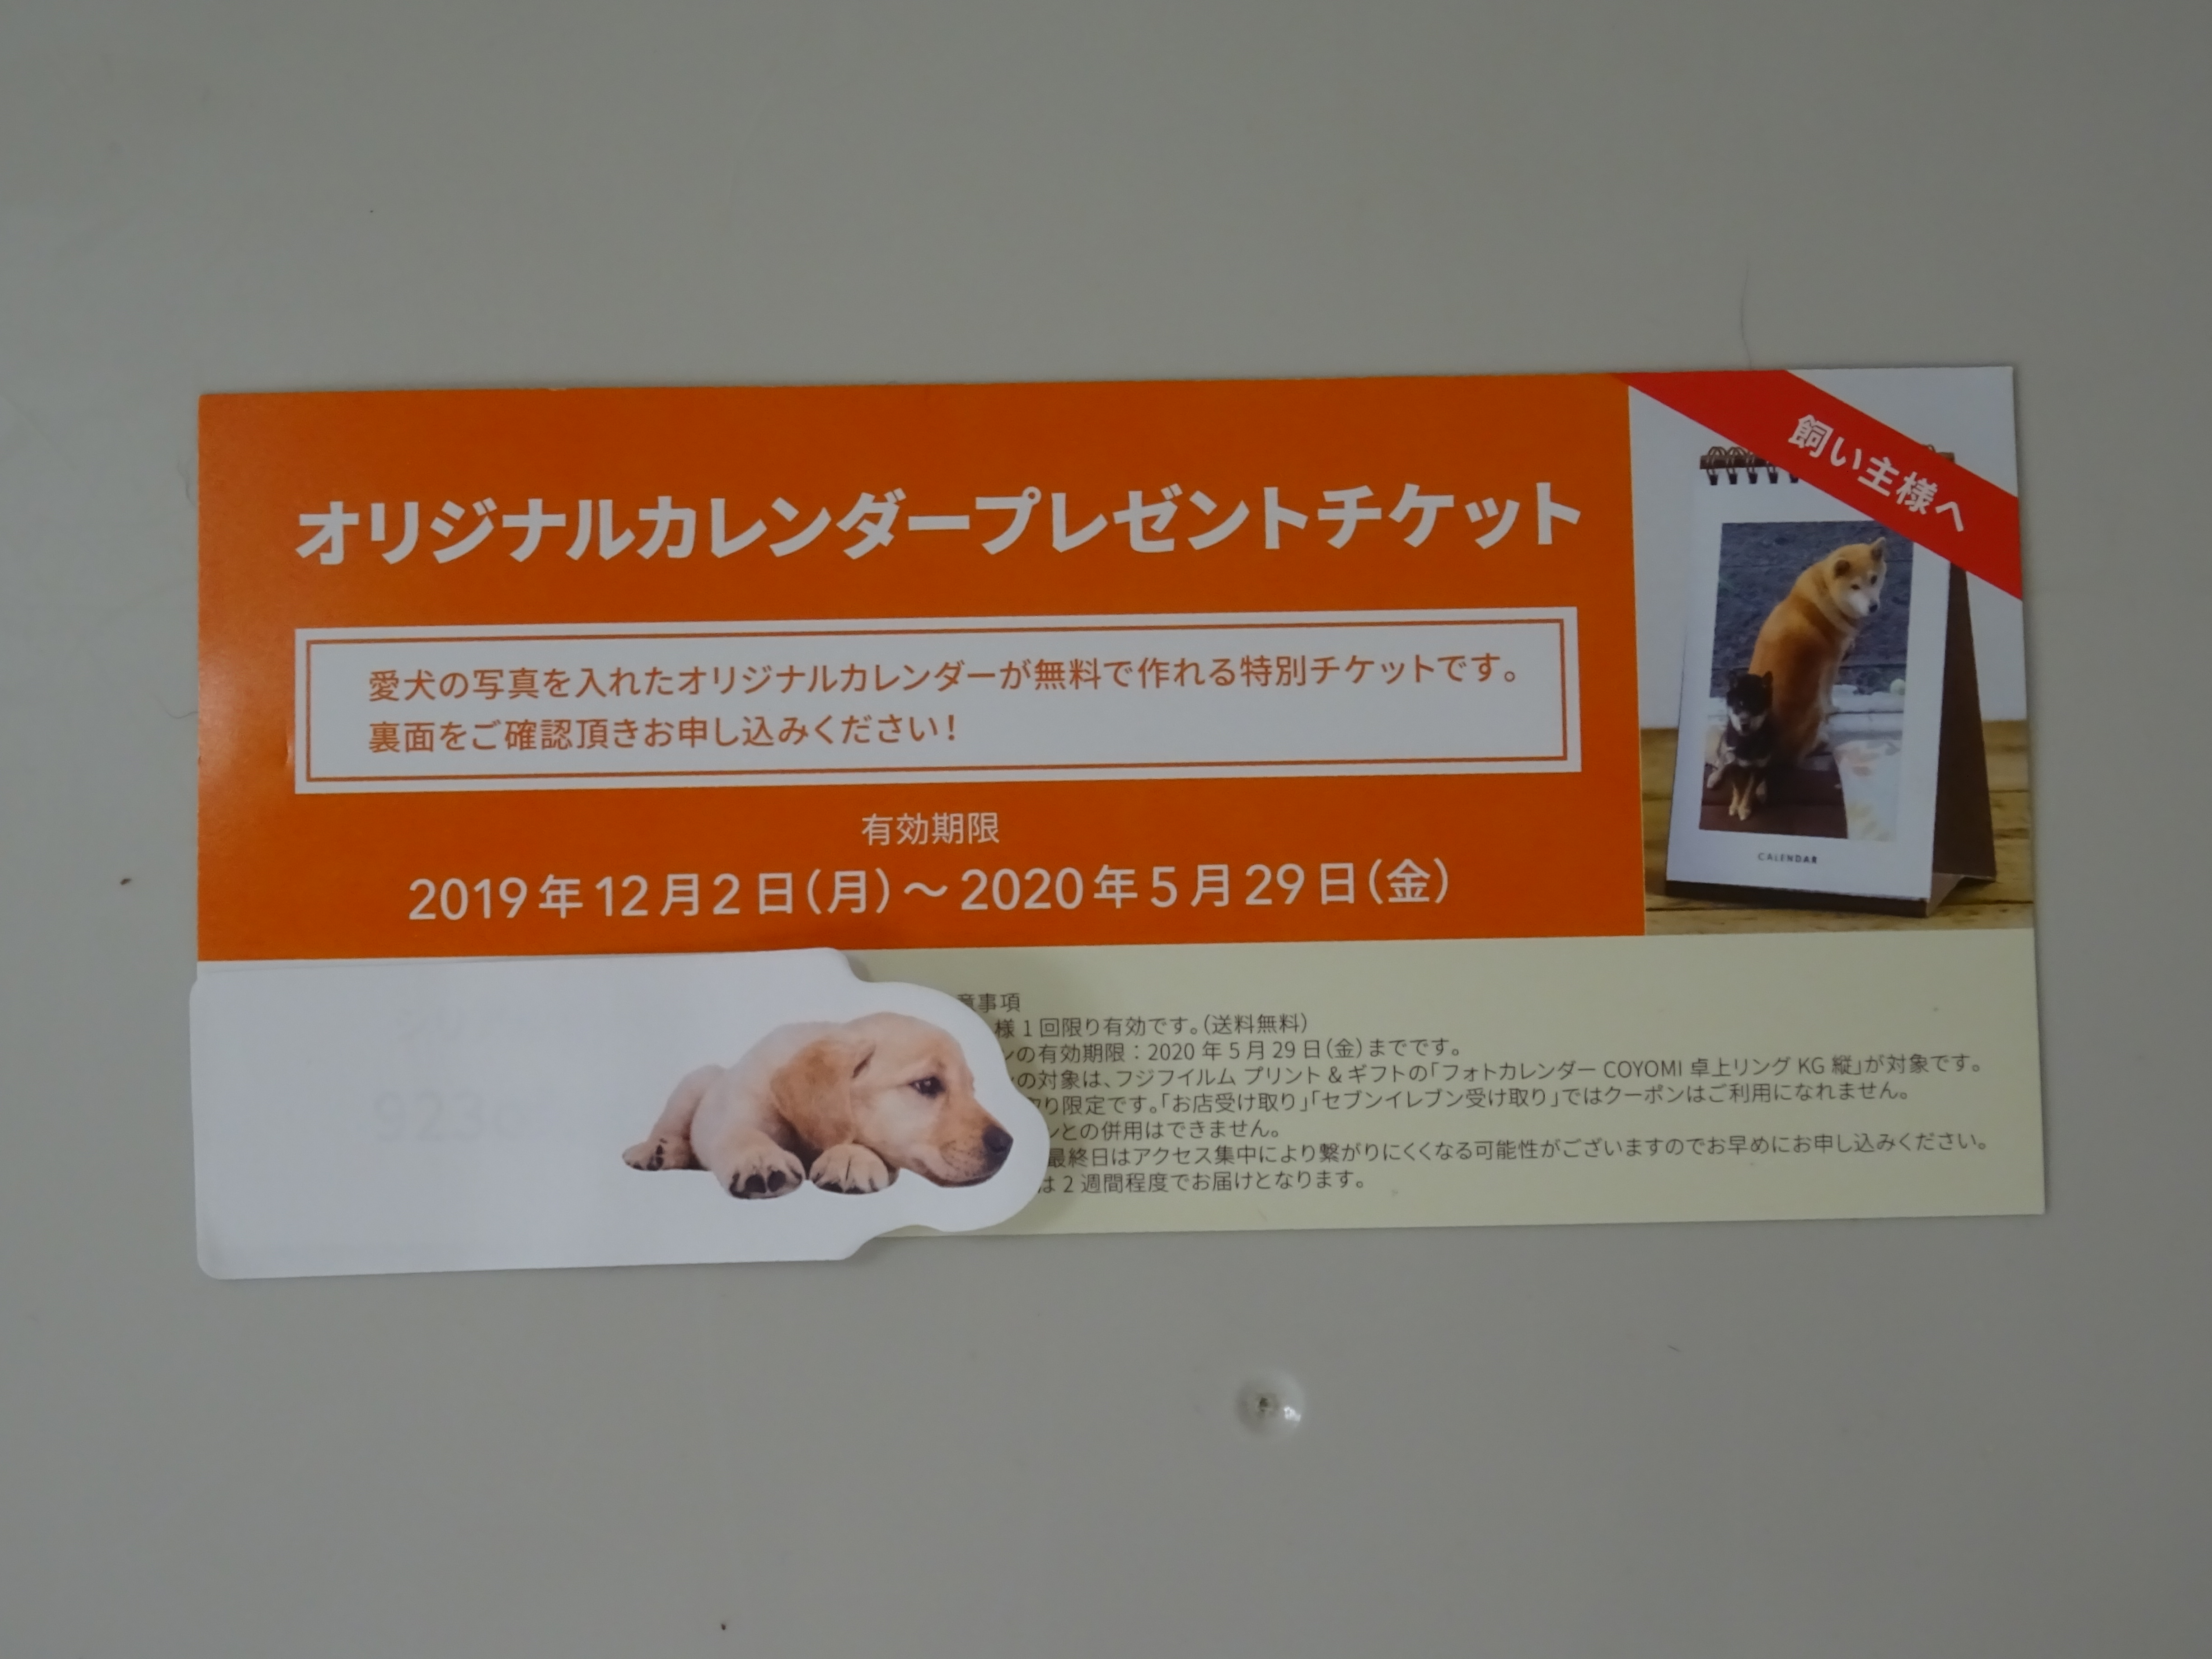 オリジナルカレンダープレゼントチケット
飼い主様へ
愛犬の写真を入れたオリジナルカレンダーが無料で作れる特別チケットです。
裏面をご確認頂きお申し込みください！
有効期限
2019年12月2日（月）～2020年5月29日（金）
CALENDAR
意事項
様1回限り有効です。（送料無料）
ンの有効期限：2020年5月29日（金）までです。
の対象は、フジフイルム プリント＆ギフトの「フォトカレンダー COYOMI 卓上リング KG 縦」が対象です。
り限定です。「お店受け取り」「セブンイレブン受け取り」ではクーポンはご利用になれません。
ンとの併用はできません。
最終日はアクセス集中により繋がりにくくなる可能性がございますのでお早めにお申し込みください。
は2週間程度でお届けとなります。